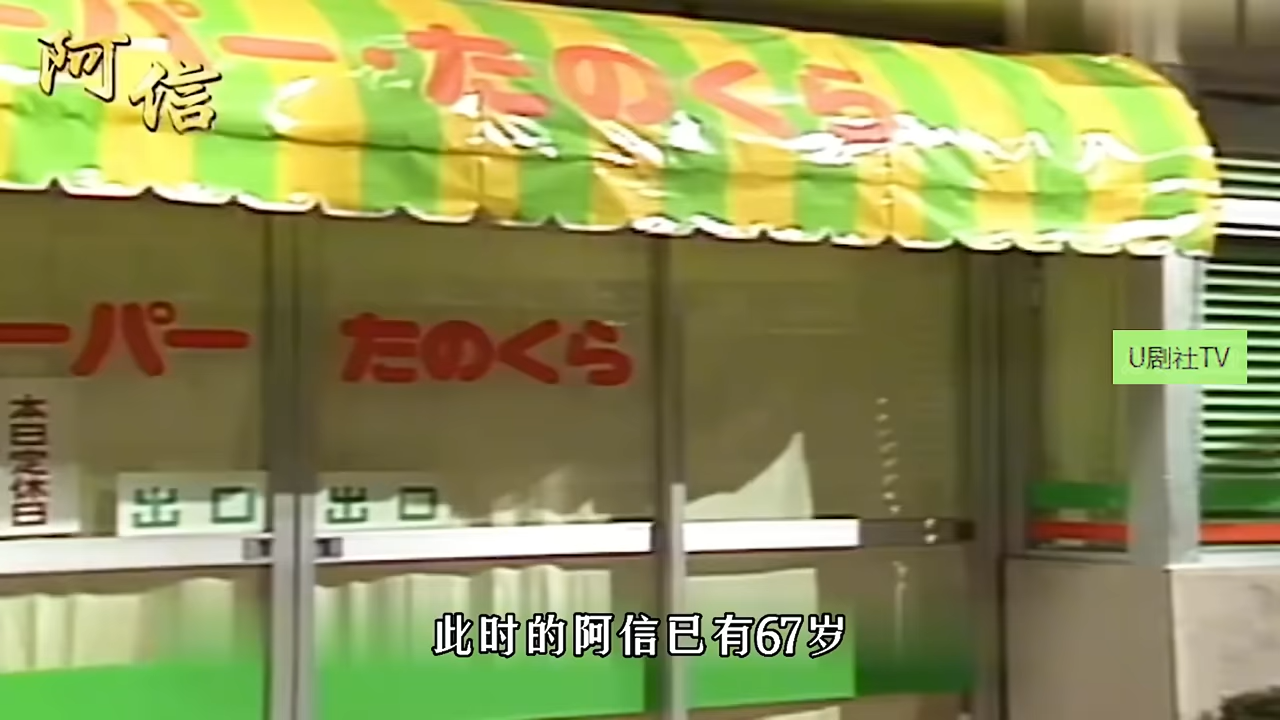 ーパー・たのくら
阿信
ーパー たのくら
本日定休日
出口 出口
U剧社TV
此时的阿信已有67岁